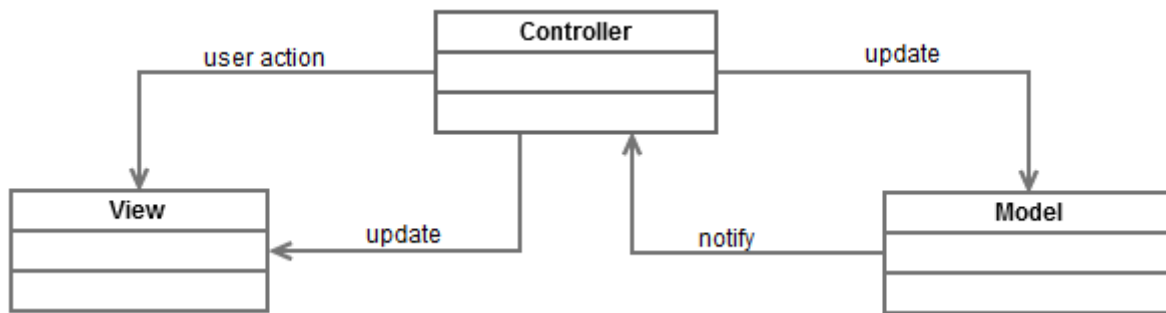 Controller
user action
update
View
Model
update
notify